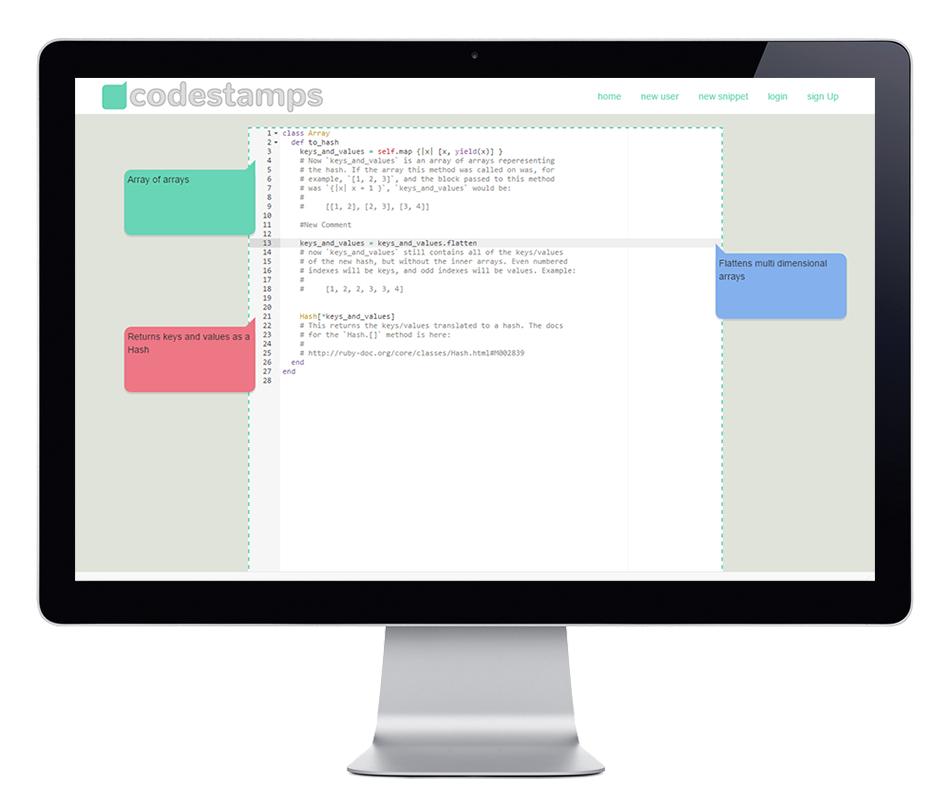 codestamps
home new user new snippet login sign Up
1 class Array
2 def to_hash
3 keys_and_values = self.map {|x| [x, yield(x)] }
4 # Now `keys_and_values` is an array of arrays reperesenting
5 # the hash. If the array this method was called on was, for
6 # example, `[1, 2, 3]`, and the block passed to this method
7 # was `{|x| x + 1 }`, `keys_and_values` would be:
8 #
9 # [[1, 2], [2, 3], [3, 4]]
10
11 #New Comment
12
13 keys_and_values = keys_and_values.flatten
14 # now `keys_and_values` still contains all of the keys/values
15 # of the new hash, but without the inner arrays. Even numbered
16 # indexes will be keys, and odd indexes will be values. Example:
17 #
18 # [1, 2, 2, 3, 3, 4]
19
20
21 Hash[*keys_and_values]
22 # This returns the keys/values translated to a hash. The docs
23 # for the `Hash.[]` method is here:
24 #
25 # http://ruby-doc.org/core/classes/Hash.html#M002839
26 end
27 end
28
Array of arrays
Flattens multi dimensional
arrays
Returns keys and values as a
Hash